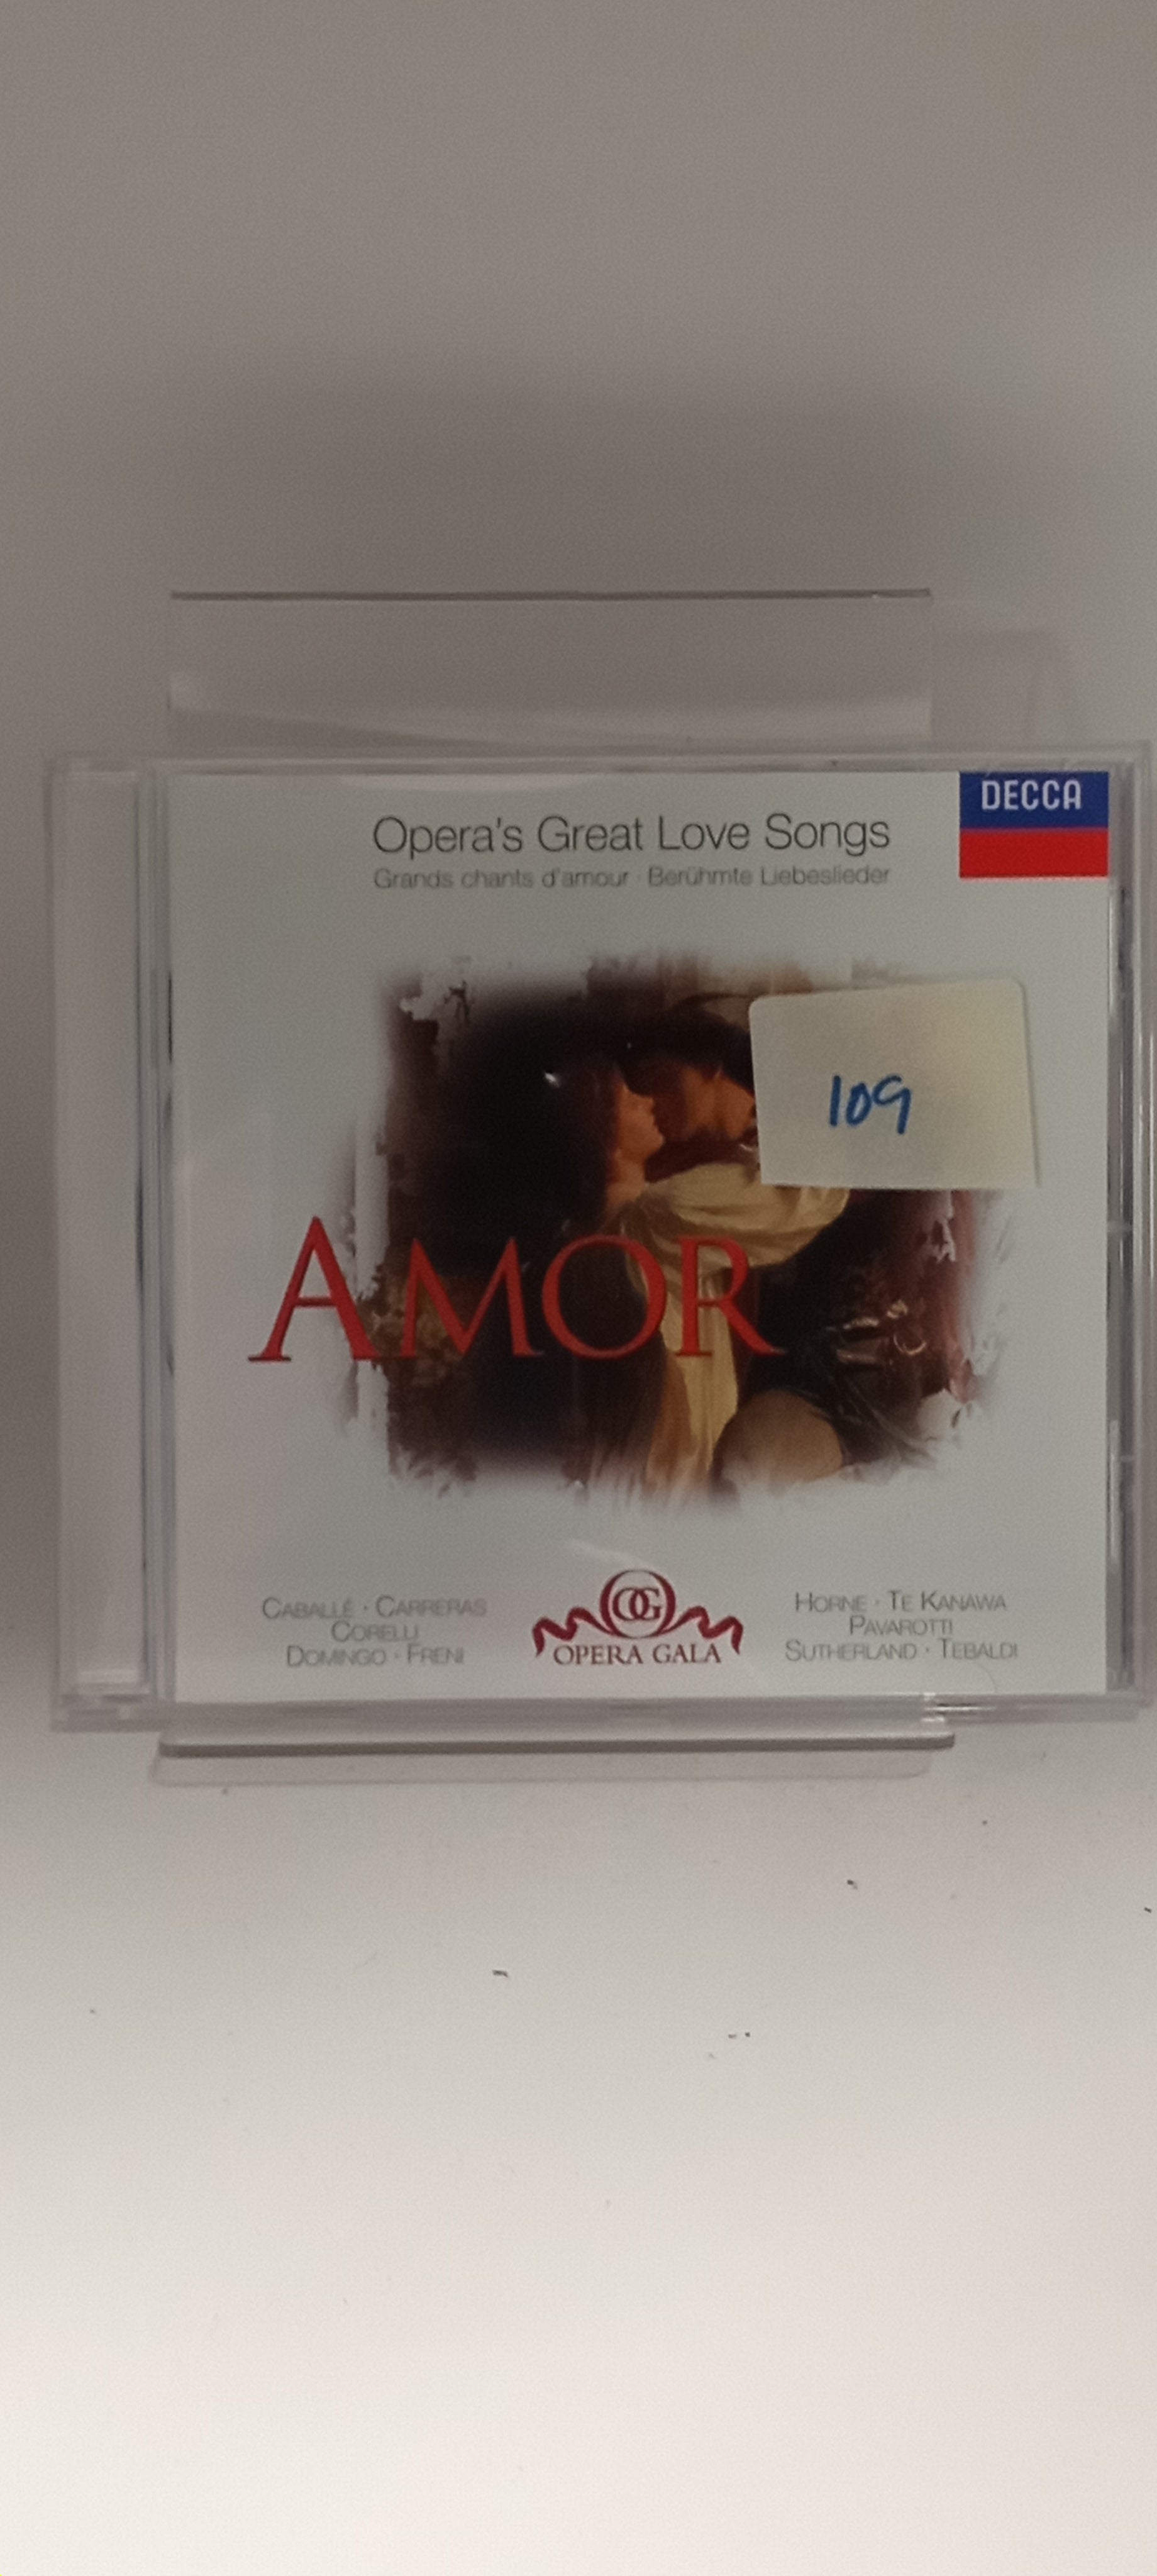 DECCA
Opera's Great Love Songs
Grands chants d'amour · Berühmte Liebeslieder
109
AMOR
CABALLÉ · CARRERAS
CORELLI
DOMINGO · FRENI
OG
OPERA GALA
HORNE · TE KANAWA
PAVAROTTI
SUTHERLAND · TEBALDI